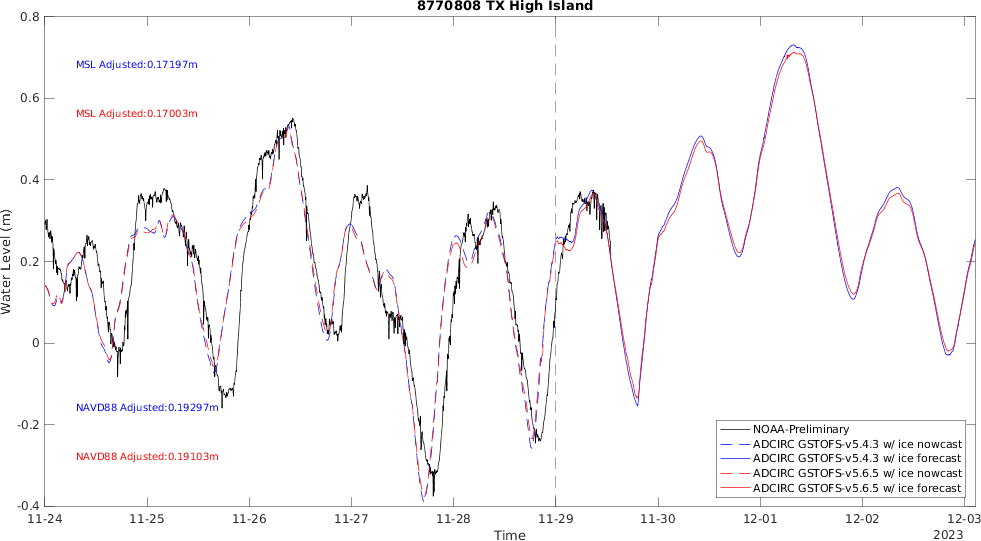 8770808 TX High Island
Water Level (m)
0.8
0.6
0.4
0.2
0
-0.2
-0.4
MSL Adjusted:0.17197m
MSL Adjusted:0.17003m
NAVD88 Adjusted:0.19297m
NAVD88 Adjusted:0.19103m
NOAA-Preliminary
ADCIRC GSTOFS-v5.4.3 w/ ice nowcast
ADCIRC GSTOFS-v5.4.3 w/ ice forecast
ADCIRC GSTOFS-v5.6.5 w/ ice nowcast
ADCIRC GSTOFS-v5.6.5 w/ ice forecast
11-24 11-25 11-26 11-27 11-28 11-29 11-30 12-01 12-02 12-03
Time
2023